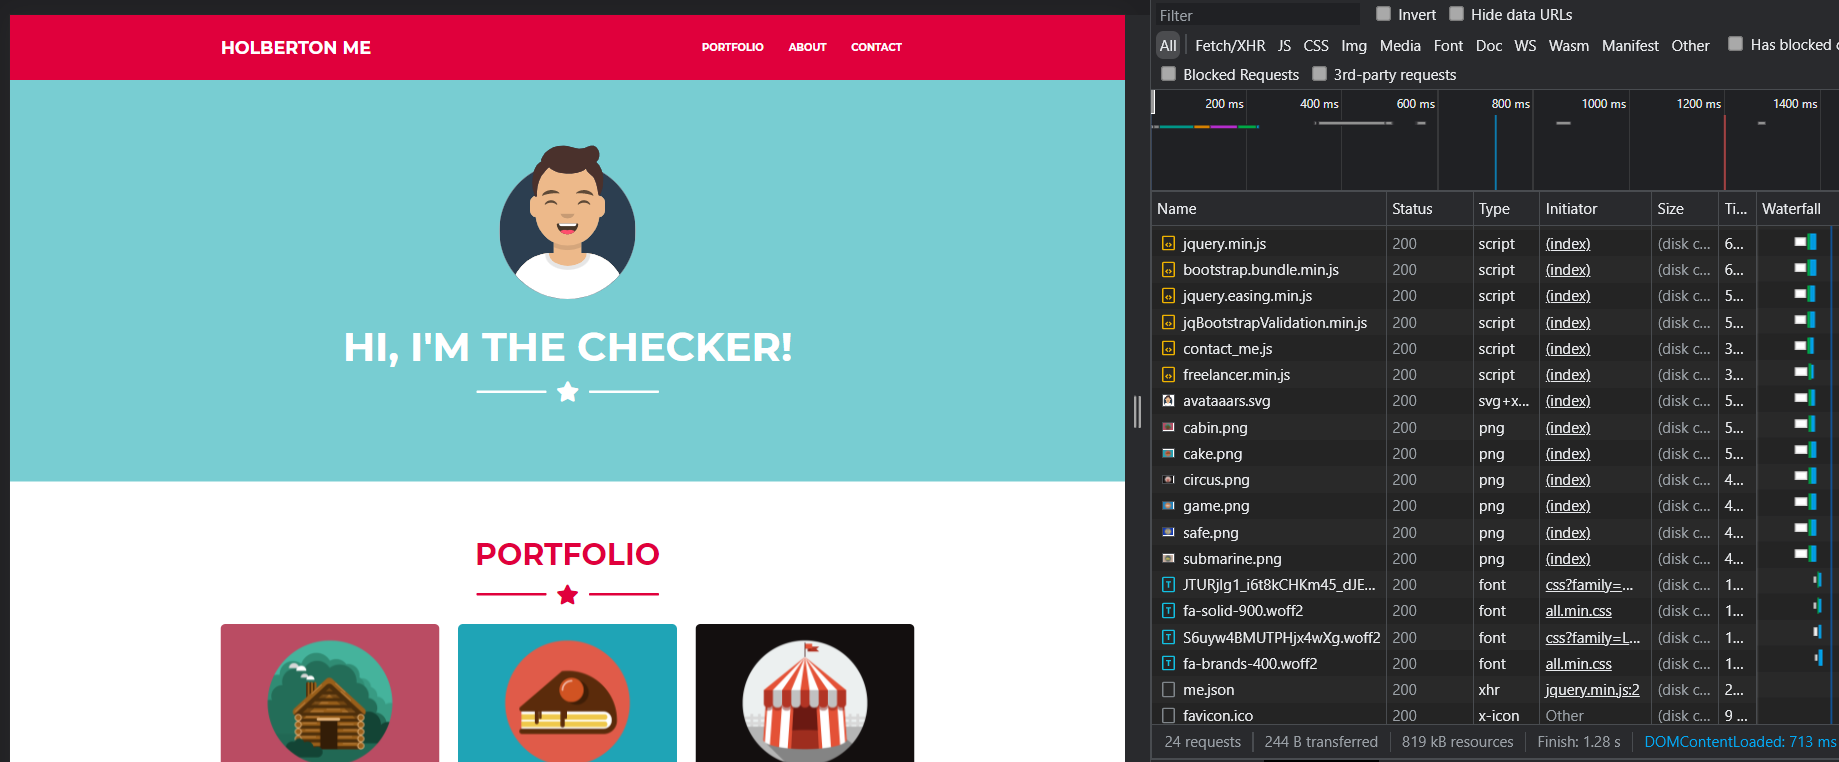 HOLBERTON ME
PORTFOLIO ABOUT CONTACT
HI, I'M THE CHECKER!
PORTFOLIO
Filter Invert Hide data URLs
All Fetch/XHR JS CSS Img Media Font Doc WS Wasm Manifest Other Has blocked c
Blocked Requests 3rd-party requests
200 ms 400 ms 600 ms 800 ms 1000 ms 1200 ms 1400 ms
Name Status Type Initiator Size Ti... Waterfall
jquery.min.js 200 script (index) (disk c... 6...
bootstrap.bundle.min.js 200 script (index) (disk c... 6...
jquery.easing.min.js 200 script (index) (disk c... 5...
jqBootstrapValidation.min.js 200 script (index) (disk c... 5...
contact_me.js 200 script (index) (disk c... 3...
freelancer.min.js 200 script (index) (disk c... 3...
avataaars.svg 200 svg+x... (index) (disk c... 5...
cabin.png 200 png (index) (disk c... 5...
cake.png 200 png (index) (disk c... 5...
circus.png 200 png (index) (disk c... 4...
game.png 200 png (index) (disk c... 4...
safe.png 200 png (index) (disk c... 4...
submarine.png 200 png (index) (disk c... 4...
JTURjIg1_i6t8kCHKm45_dJE... 200 font css?family=... (disk c... 1...
fa-solid-900.woff2 200 font all.min.css (disk c... 1...
S6uyw4BMUTPHjx4wXg.woff2 200 font css?family=L... (disk c... 1...
fa-brands-400.woff2 200 font all.min.css (disk c... 1...
me.json 200 xhr jquery.min.js:2 (disk c... 2...
favicon.ico 200 x-icon Other (disk c... 9 ...
24 requests 244 B transferred 819 kB resources Finish: 1.28 s DOMContentLoaded: 713 ms